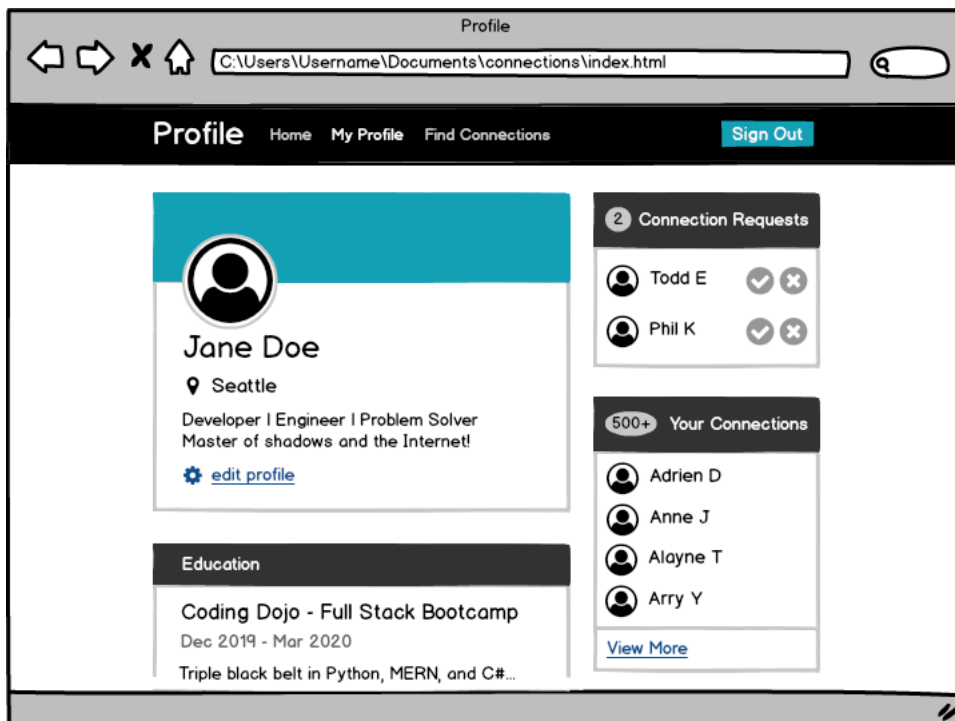 Profile
C:\Users\Username\Documents\connections\index.html
Profile Home My Profile Find Connections Sign Out
Jane Doe
Seattle
Developer | Engineer | Problem Solver
Master of shadows and the Internet!
edit profile
Education
Coding Dojo - Full Stack Bootcamp
Dec 2019 - Mar 2020
Triple black belt in Python, MERN, and C#...
2 Connection Requests
Todd E
Phil K
500+ Your Connections
Adrien D
Anne J
Alayne T
Arry Y
View More